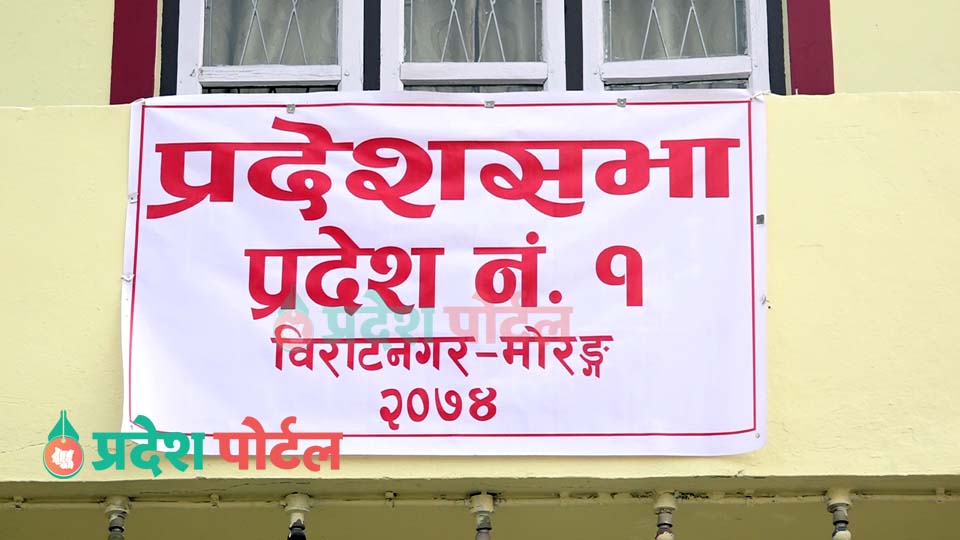 प्रदेशसभा
प्रदेश नं. १
प्रदेश पोर्टल
विराटनगर-मोरङ्ग
२०७४
प्रदेश पोर्टल